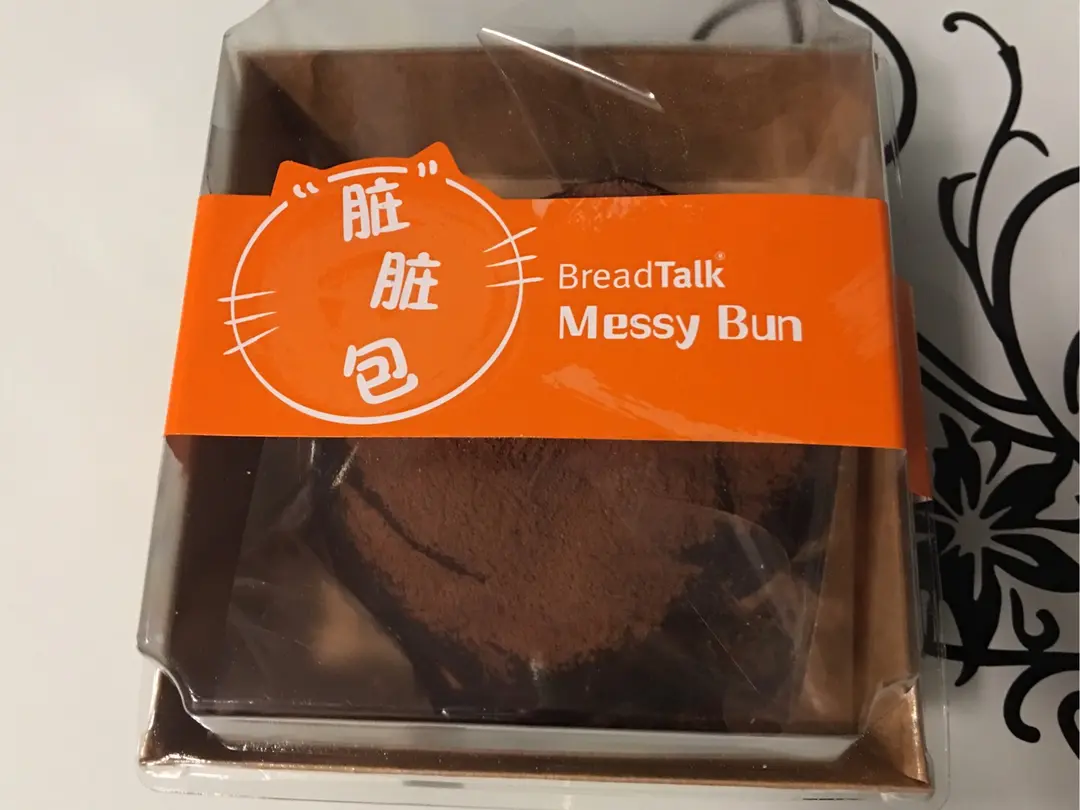 脏
脏
包
BreadTalk®
Messy Bun